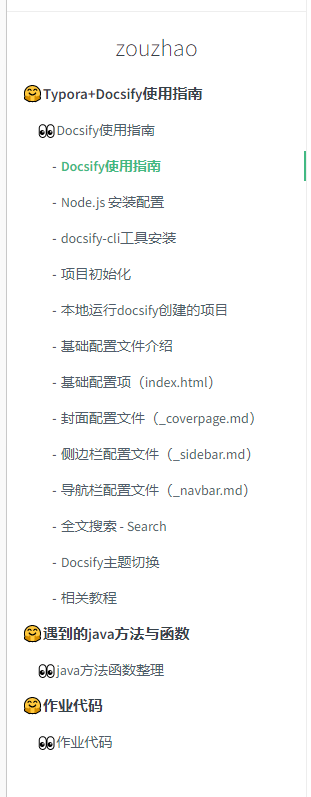 zouzhao
🤗Typora+Docsify使用指南
👀Docsify使用指南
- Docsify使用指南
- Node.js 安装配置
- docsify-cli工具安装
- 项目初始化
- 本地运行docsify创建的项目
- 基础配置文件介绍
- 基础配置项（index.html）
- 封面配置文件（_coverpage.md）
- 侧边栏配置文件（_sidebar.md）
- 导航栏配置文件（_navbar.md）
- 全文搜索 - Search
- Docsify主题切换
- 相关教程
🤗遇到的java方法与函数
👀java方法函数整理
🤗作业代码
👀作业代码